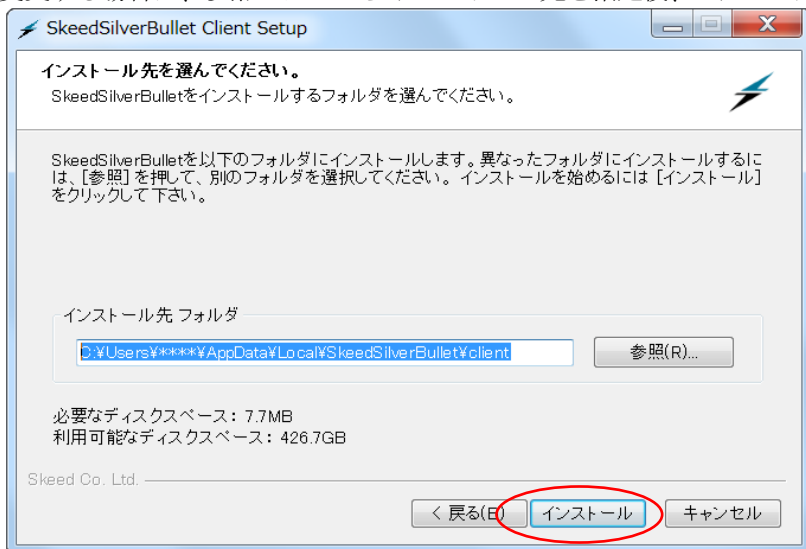 SkeedSilverBullet Client Setup
インストール先を選んでください。
SkeedSilverBulletをインストールするフォルダを選んでください。
SkeedSilverBulletを以下のフォルダにインストールします。異なったフォルダにインストールするに
は、[参照] を押して、別のフォルダを選択してください。インストールを始めるには [インストール]
をクリックして下さい。
インストール先 フォルダ
C:¥Users¥****¥AppData¥Local¥SkeedSilverBullet¥client
参照(R)...
必要なディスクスペース: 7.7MB
利用可能なディスクスペース: 426.7GB
Skeed Co. Ltd.
< 戻る(B) インストール キャンセル